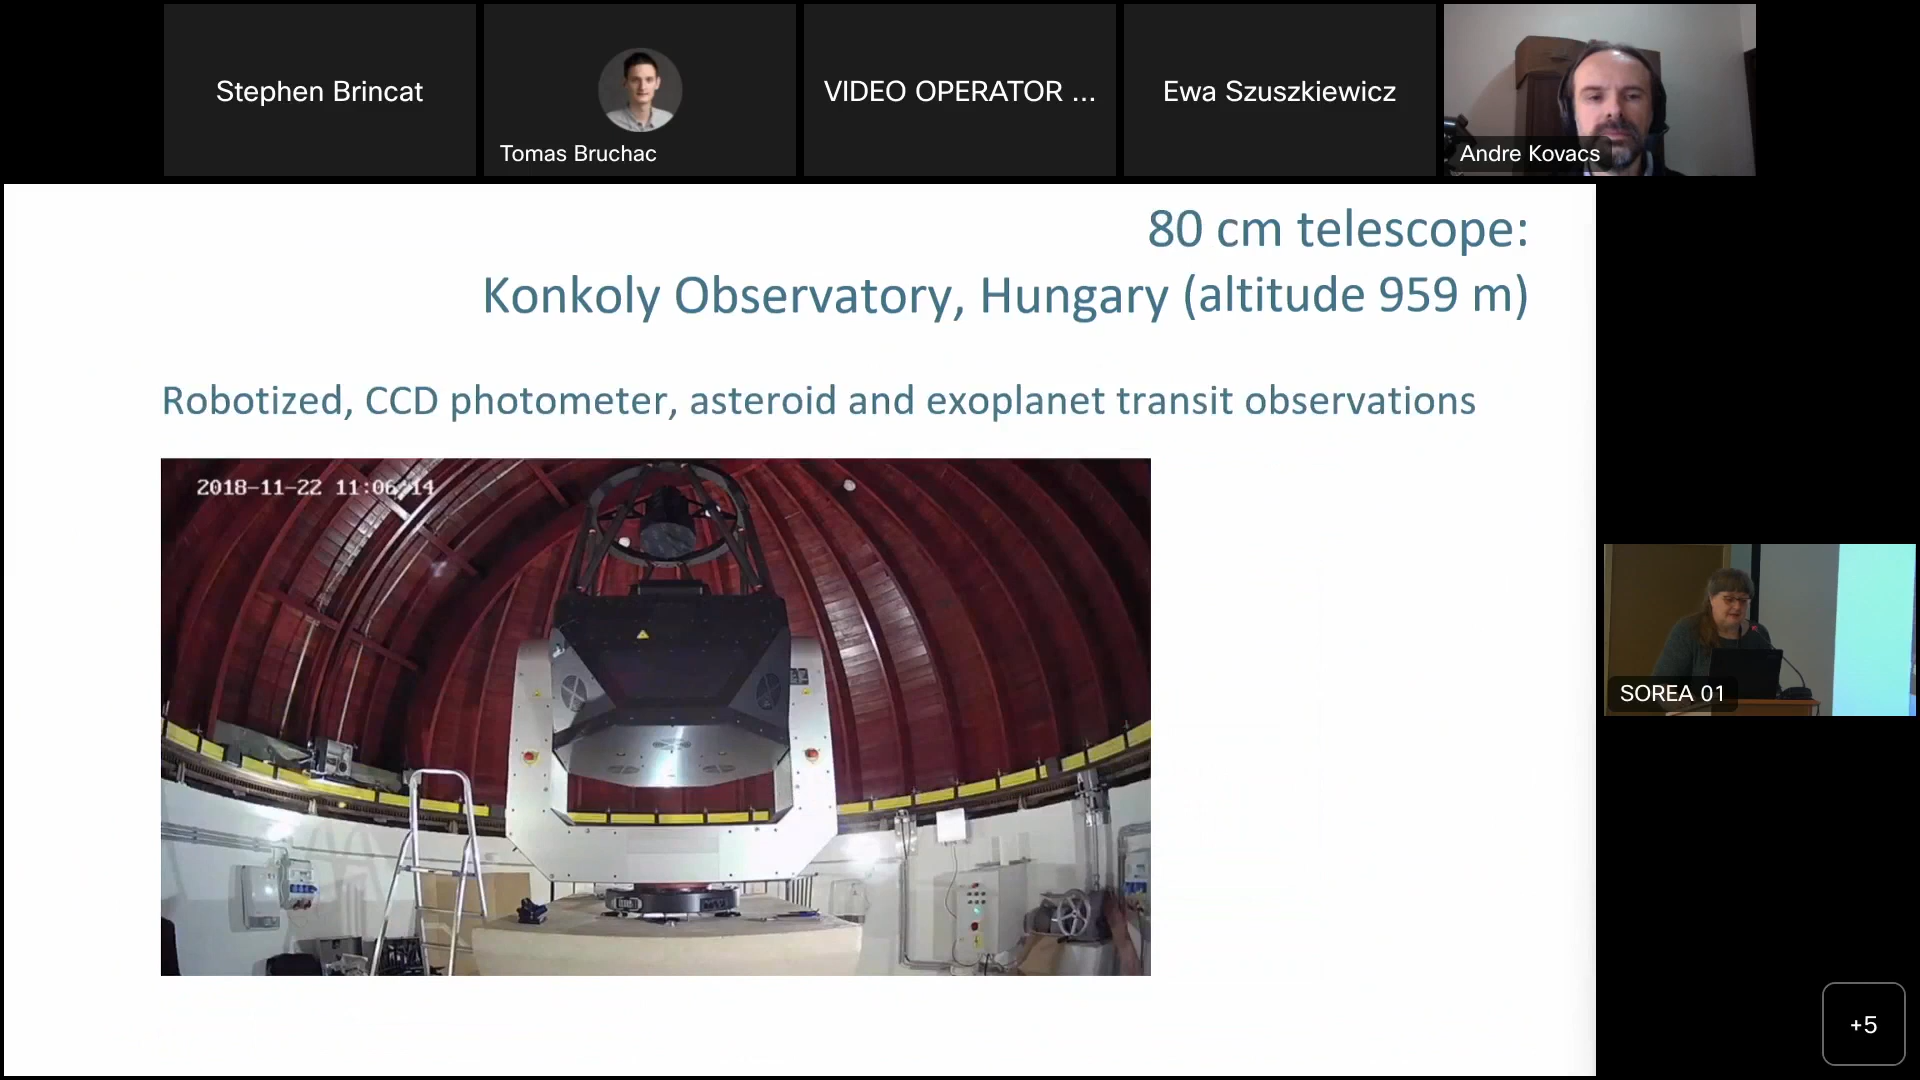 Stephen Brincat
Tomas Bruchac
VIDEO OPERATOR ...
Ewa Szuszkiewicz
Andre Kovacs
80 cm telescope:
Konkoly Observatory, Hungary (altitude 959 m)
Robotized, CCD photometer, asteroid and exoplanet transit observations
2018-11-22 11:06:14
SOREA 01
+5